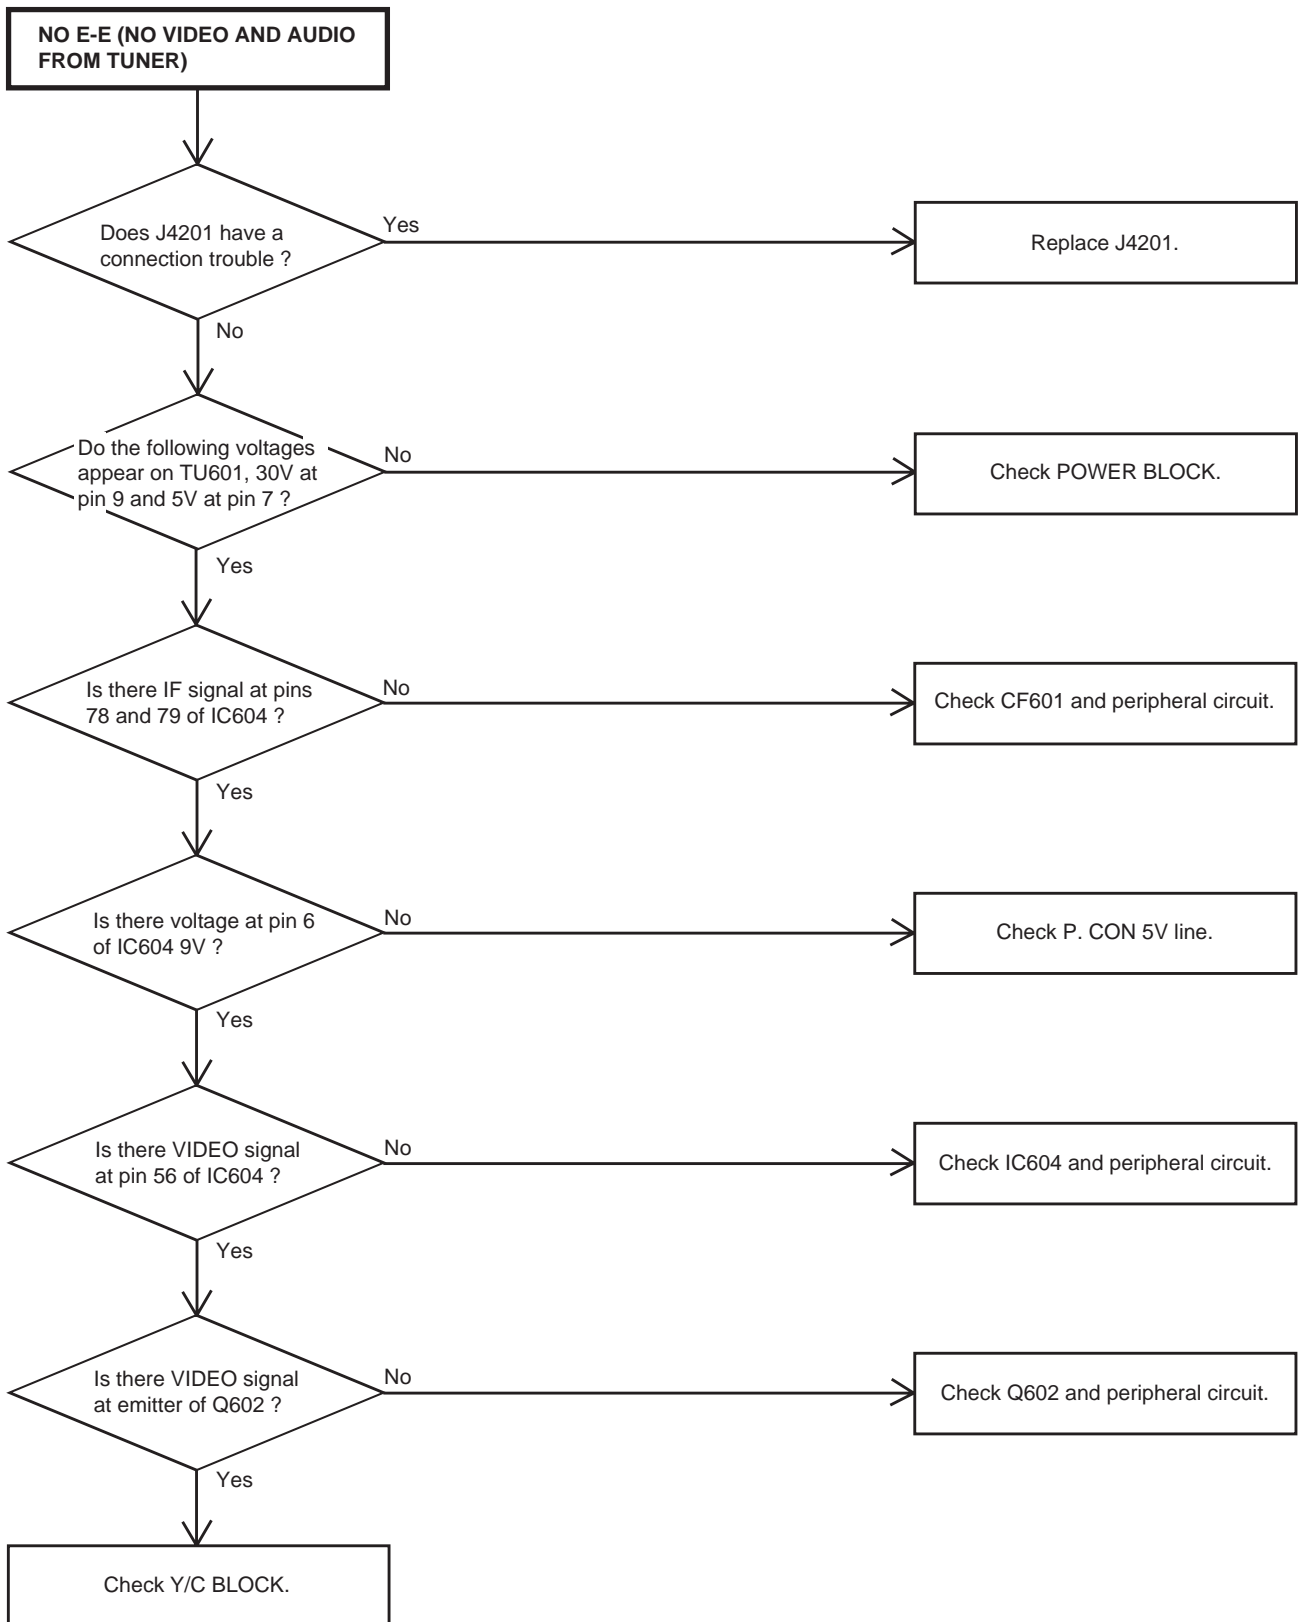 NO E-E (NO VIDEO AND AUDIO
FROM TUNER)
Does J4201 have a
connection trouble ?
Yes
Replace J4201.
No
Do the following voltages
appear on TU601, 30V at
pin 9 and 5V at pin 7 ?
No
Check POWER BLOCK.
Yes
Is there IF signal at pins
78 and 79 of IC604 ?
No
Check CF601 and peripheral circuit.
Yes
Is there voltage at pin 6
of IC604 9V ?
No
Check P. CON 5V line.
Yes
Is there VIDEO signal
at pin 56 of IC604 ?
No
Check IC604 and peripheral circuit.
Yes
Is there VIDEO signal
at emitter of Q602 ?
No
Check Q602 and peripheral circuit.
Yes
Check Y/C BLOCK.